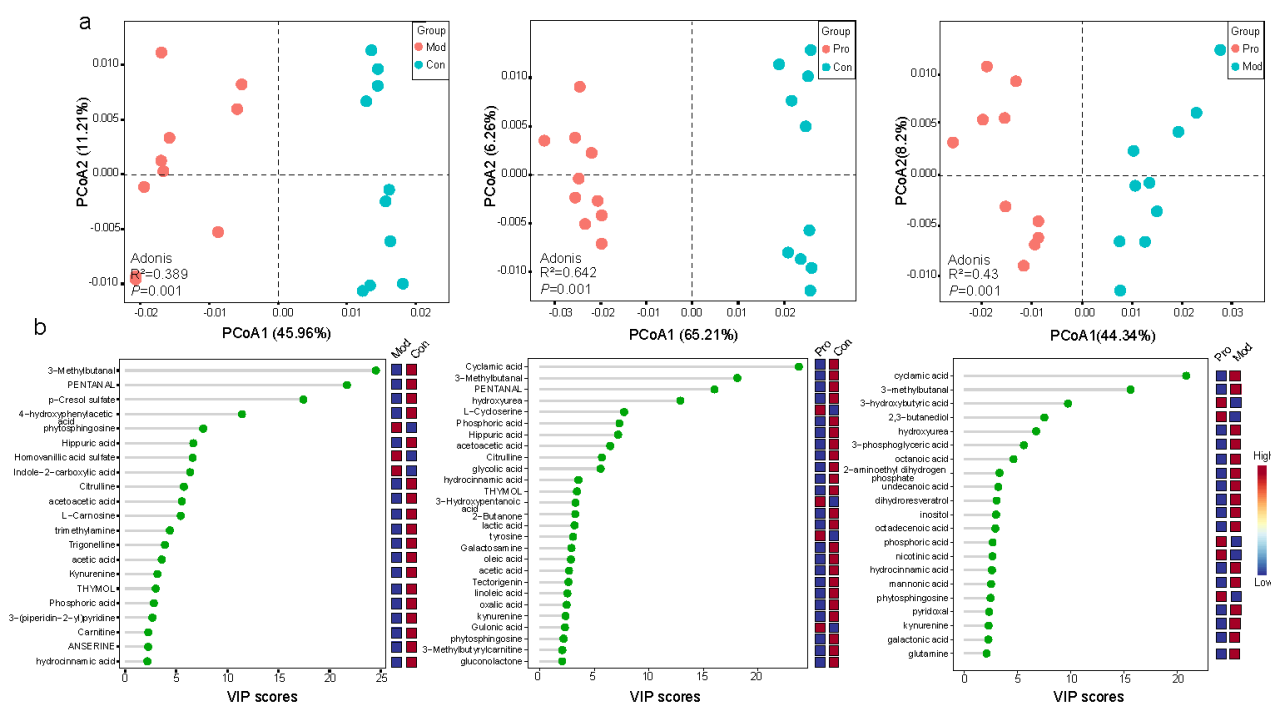 a
Group
Mod
Con
0.010
0.005
0.000
-0.005
-0.010
PCoA2 (11.21%)
Adonis
R²=0.389
P=0.001
-0.02
-0.01
0.00
0.01
0.02
PCoA1 (45.96%)
Group
Pro
Con
0.010
0.005
0.000
-0.005
-0.010
PCoA2 (6.26%)
Adonis
R²=0.642
P=0.001
-0.03
-0.02
-0.01
0.00
0.01
0.02
PCoA1 (65.21%)
Group
Pro
Mod
0.010
0.005
0.000
-0.005
-0.010
PCoA2(8.2%)
Adonis
R²=0.43
P=0.001
-0.02
-0.01
0.00
0.01
0.02
0.03
PCoA1(44.34%)
b
Mod
Con
3-Methylbutanal
PENTANAL
p-Cresol sulfate
4-hydroxyphenylacetic
acid
phytosphingosine
Hippuric acid
Homovanillic acid sulfate
Indole-2-carboxylic acid
Citrulline
acetoacetic acid
L-Carnosine
trimethylamine
Trigonelline
acetic acid
Kynurenine
THYMOL
Phosphoric acid
3-(piperidin-2-yl)pyridine
Carnitine
ANSERINE
hydrocinnamic acid
0
5
10
15
20
25
VIP scores
Pro
Con
Cyclamic acid
3-Methylbutanal
PENTANAL
hydroxyurea
L-Cycloserine
Phosphoric acid
Hippuric acid
acetoacetic acid
Citrulline
glycolic acid
hydrocinnamic acid
THYMOL
3-Hydroxypentanoic
acid
2-Butanone
lactic acid
tyrosine
Galactosamine
oleic acid
acetic acid
Tectorigenin
linoleic acid
oxalic acid
kynurenine
Gulonic acid
phytosphingosine
3-Methylbutyrylcarnitine
gluconolactone
0
5
10
15
20
VIP scores
Pro
Mod
cyclamic acid
3-methylbutanal
3-hydroxybutyric acid
2,3-butanediol
hydroxyurea
3-phosphoglyceric acid
octanoic acid
2-aminoethyl dihydrogen
phosphate
undecanoic acid
dihydroresveratrol
inositol
octadecenoic acid
phosphoric acid
nicotinic acid
hydrocinnamic acid
mannonic acid
phytosphingosine
pyridoxal
kynurenine
galactonic acid
glutamine
0
5
10
15
20
VIP scores
High
Low